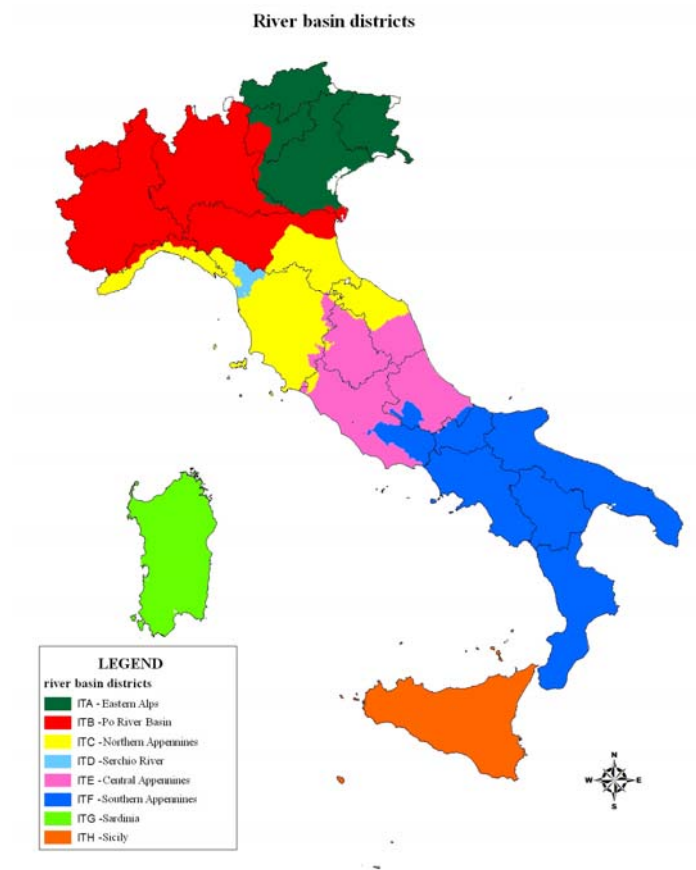 River basin districts
LEGEND
river basin districts
ITA - Eastern Alps
ITB - Po River Basin
ITC - Northern Appennines
ITD - Serchio River
ITE - Central Appennines
ITF - Southern Appennines
ITG - Sardinia
ITH - Sicily
N
W E
S